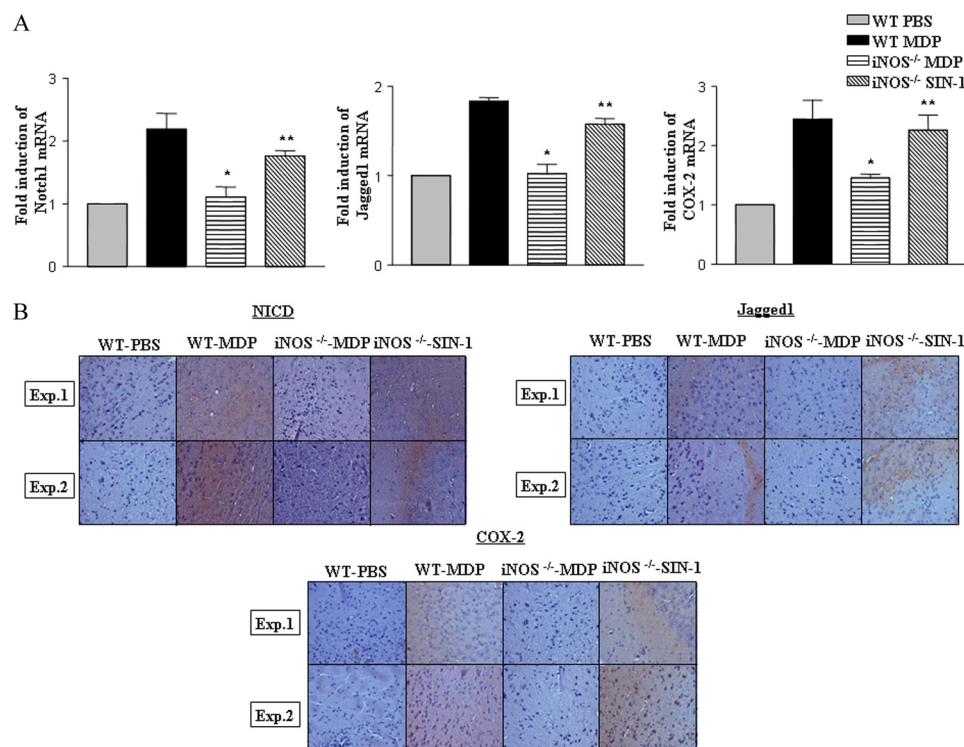 A
WT PBS
WT MDP
iNOS-/- MDP
iNOS-/- SIN-1
Fold induction of
Notch1 mRNA
3
2
1
0
*
**
Fold induction of
Jagged1 mRNA
2
1
0
*
**
Fold induction of
COX-2 mRNA
3
2
1
0
*
**
B
NICD
WT-PBS WT-MDP iNOS -/-MDP iNOS -/-SIN-1
Exp.1
Exp.2
Jagged1
WT-PBS WT-MDP iNOS -/-MDP iNOS -/-SIN-1
Exp.1
Exp.2
COX-2
WT-PBS WT-MDP iNOS -/-MDP iNOS -/-SIN-1
Exp.1
Exp.2